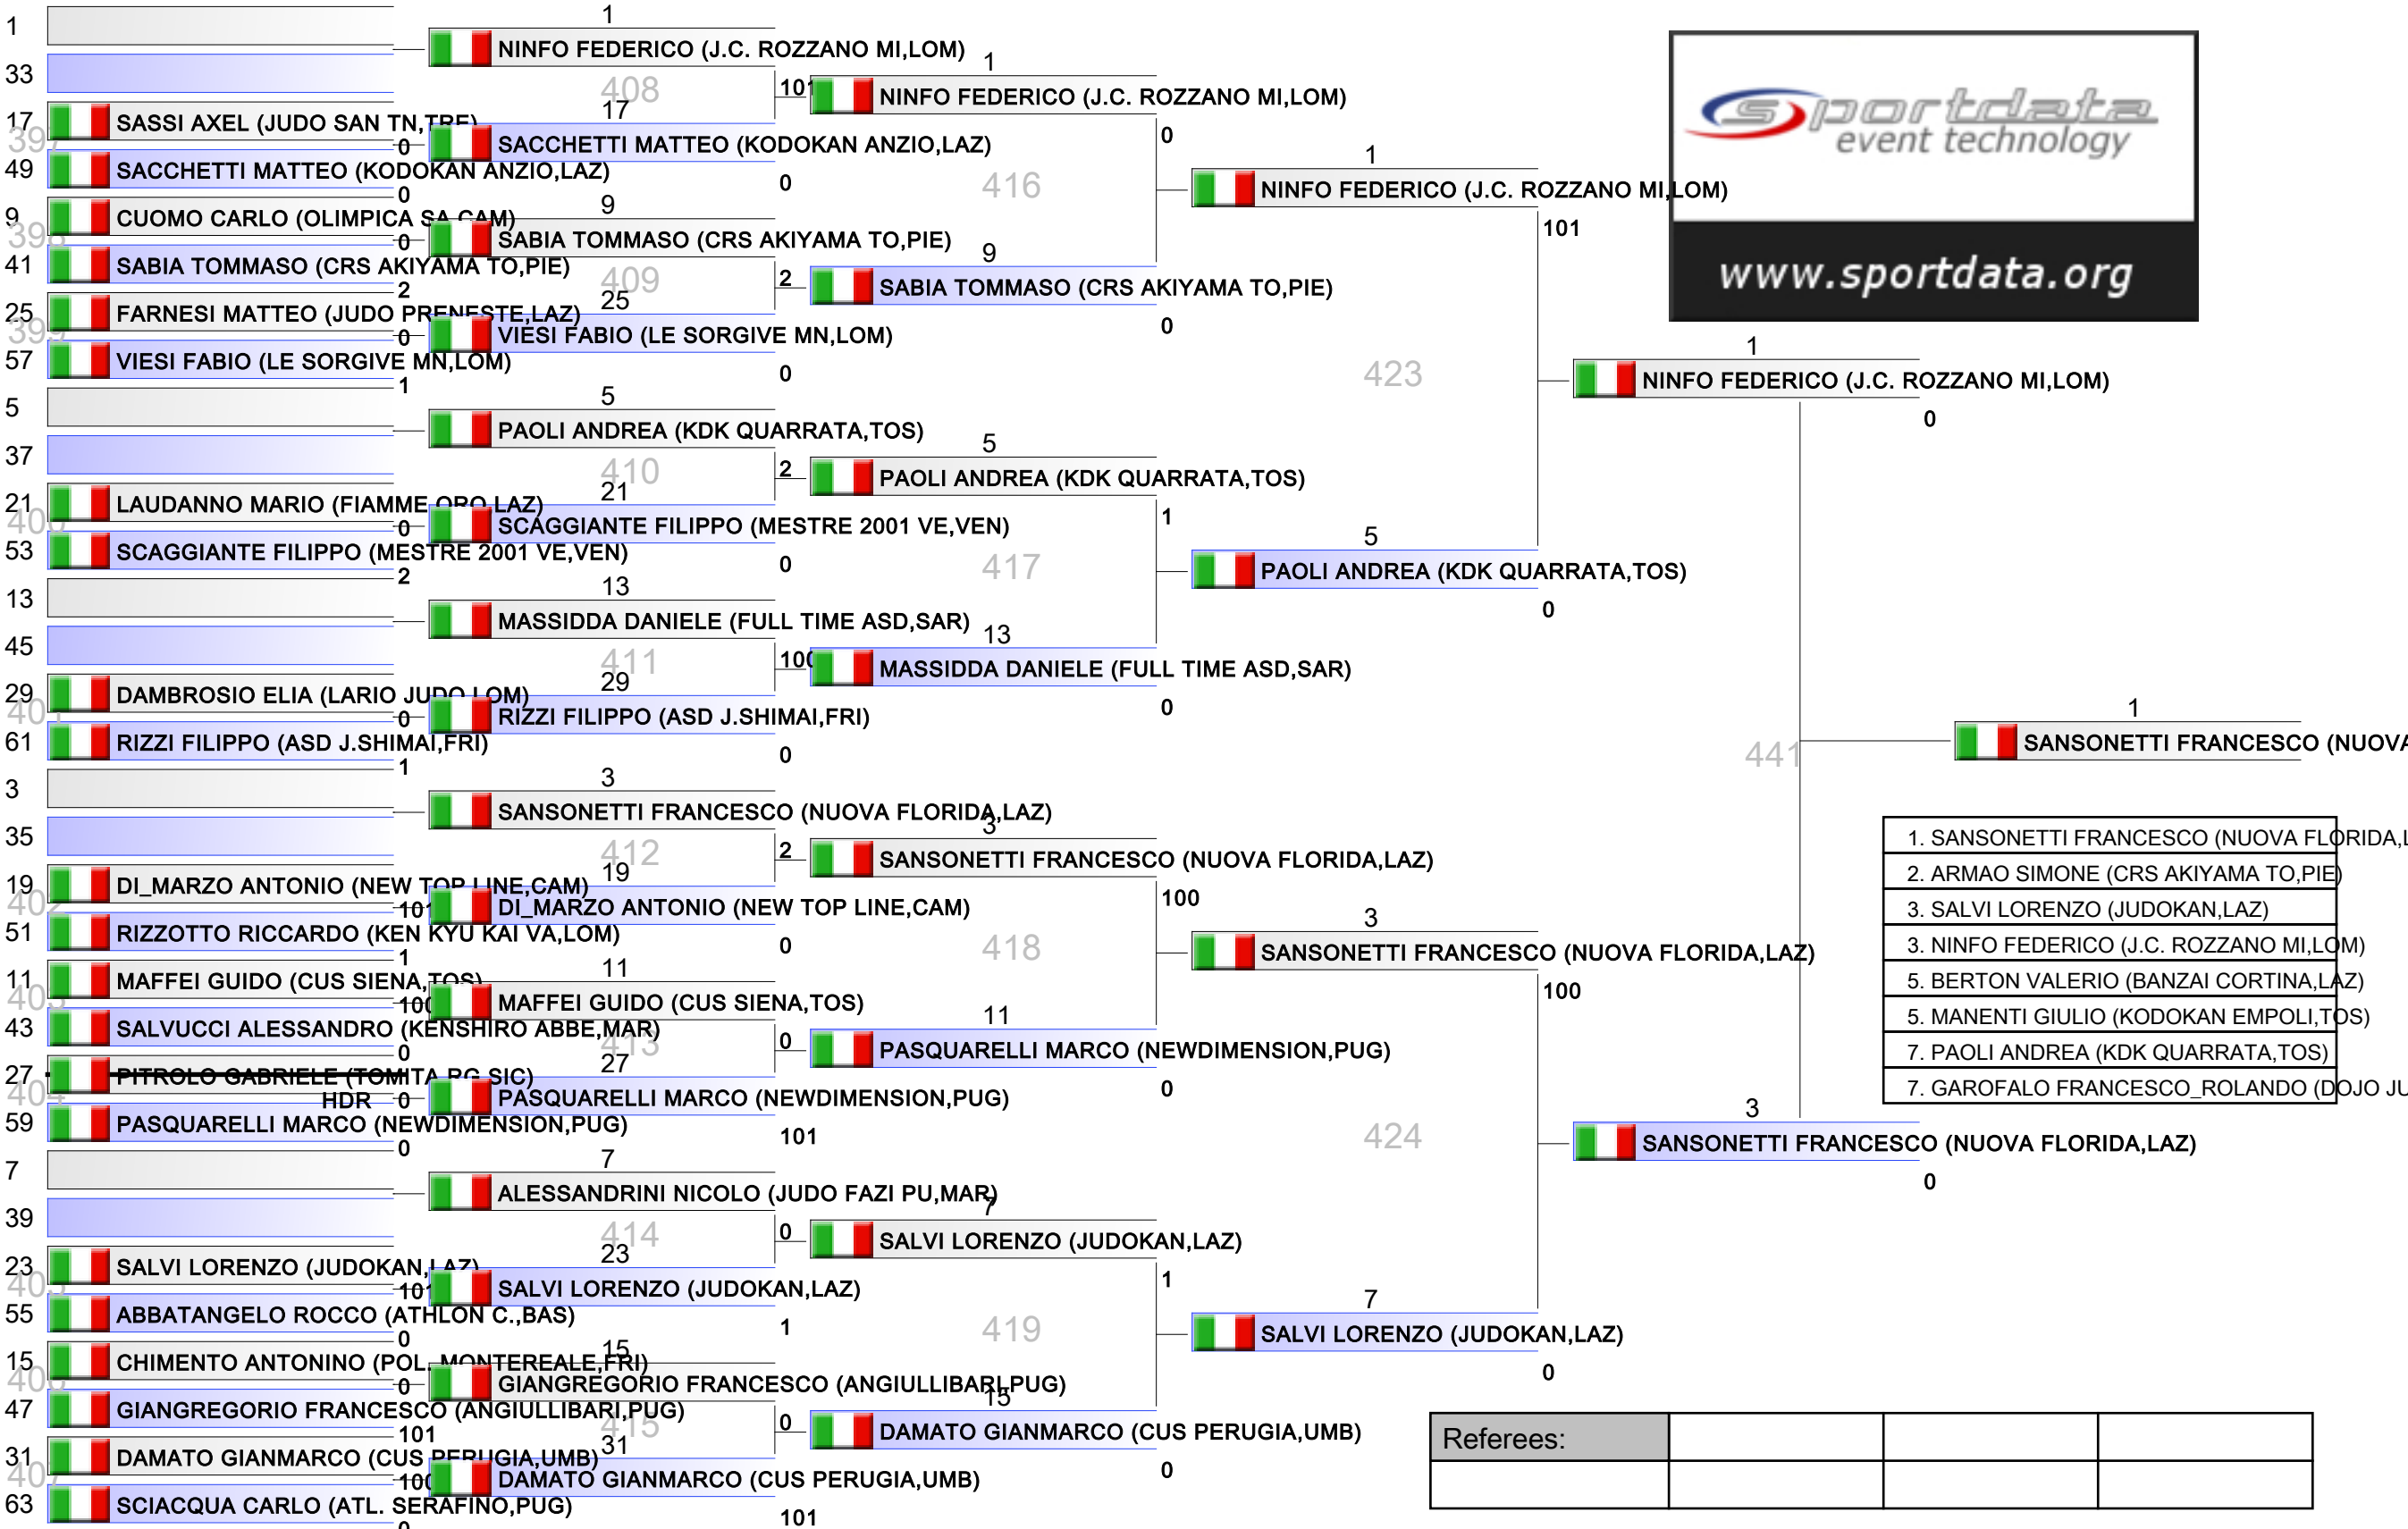 1
33
17 SASSI AXEL (JUDO SAN TN,TRE)
0
49 SACCHETTI MATTEO (KODOKAN ANZIO,LAZ)
0
9 CUOMO CARLO (OLIMPICA SA,CAM)
398
0
41 SABIA TOMMASO (CRS AKIYAMA TO,PIE)
2
25 FARNESI MATTEO (JUDO PRENESTE,LAZ)
399
0
57 VIESI FABIO (LE SORGIVE MN,LOM)
1
5
37
21 LAUDANNO MARIO (FIAMME ORO,LAZ)
400
0
53 SCAGGIANTE FILIPPO (MESTRE 2001 VE,VEN)
2
13
45
29 DAMBROSIO ELIA (LARIO JUDO,LOM)
401
0
61 RIZZI FILIPPO (ASD J.SHIMAI,FRI)
1
3
35
19 DI_MARZO ANTONIO (NEW TOP LINE,CAM)
402
101
51 RIZZOTTO RICCARDO (KEN KYU KAI VA,LOM)
1
11 MAFFEI GUIDO (CUS SIENA,TOS)
403
100
43 SALVUCCI ALESSANDRO (KENSHIRO ABBE,MAR)
0
27 PITROLO GABRIELE (TOMITA RG,SIC)
404
HDR 0
59 PASQUARELLI MARCO (NEWDIMENSION,PUG)
0
7
39
23 SALVI LORENZO (JUDOKAN,LAZ)
405
101
55 ABBATANGELO ROCCO (ATHLON C.,BAS)
0
15 CHIMENTO ANTONINO (POL. MONTEREALE,FRI)
406
0
47 GIANGREGORIO FRANCESCO (ANGIULLIBARI,PUG)
101
31 DAMATO GIANMARCO (CUS PERUGIA,UMB)
407
100
63 SCIACQUA CARLO (ATL. SERAFINO,PUG)
0
1
NINFO FEDERICO (J.C. ROZZANO MI,LOM)
408
101
17
SACCHETTI MATTEO (KODOKAN ANZIO,LAZ)
0
9
SABIA TOMMASO (CRS AKIYAMA TO,PIE)
409
2
25
VIESI FABIO (LE SORGIVE MN,LOM)
0
5
PAOLI ANDREA (KDK QUARRATA,TOS)
410
2
21
SCAGGIANTE FILIPPO (MESTRE 2001 VE,VEN)
0
13
MASSIDDA DANIELE (FULL TIME ASD,SAR)
411
100
29
RIZZI FILIPPO (ASD J.SHIMAI,FRI)
0
3
SANSONETTI FRANCESCO (NUOVA FLORIDA,LAZ)
412
2
19
DI_MARZO ANTONIO (NEW TOP LINE,CAM)
0
11
MAFFEI GUIDO (CUS SIENA,TOS)
413
0
27
PASQUARELLI MARCO (NEWDIMENSION,PUG)
101
7
ALESSANDRINI NICOLO (JUDO FAZI PU,MAR)
414
0
23
SALVI LORENZO (JUDOKAN,LAZ)
1
15
GIANGREGORIO FRANCESCO (ANGIULLIBARI,PUG)
415
0
31
DAMATO GIANMARCO (CUS PERUGIA,UMB)
101
1
NINFO FEDERICO (J.C. ROZZANO MI,LOM)
0
416
9
SABIA TOMMASO (CRS AKIYAMA TO,PIE)
0
5
PAOLI ANDREA (KDK QUARRATA,TOS)
1
417
13
MASSIDDA DANIELE (FULL TIME ASD,SAR)
0
3
SANSONETTI FRANCESCO (NUOVA FLORIDA,LAZ)
100
418
11
PASQUARELLI MARCO (NEWDIMENSION,PUG)
0
7
SALVI LORENZO (JUDOKAN,LAZ)
1
419
15
DAMATO GIANMARCO (CUS PERUGIA,UMB)
0
1
NINFO FEDERICO (J.C. ROZZANO MI,LOM)
101
423
5
PAOLI ANDREA (KDK QUARRATA,TOS)
0
3
SANSONETTI FRANCESCO (NUOVA FLORIDA,LAZ)
100
424
7
SALVI LORENZO (JUDOKAN,LAZ)
0
sportdata
event technology
www.sportdata.org
1
NINFO FEDERICO (J.C. ROZZANO MI,LOM)
0
441
3
SANSONETTI FRANCESCO (NUOVA FLORIDA,LAZ)
0
1
SANSONETTI FRANCESCO (NUOVA
1. SANSONETTI FRANCESCO (NUOVA FLORIDA,L
2. ARMAO SIMONE (CRS AKIYAMA TO,PIE)
3. SALVI LORENZO (JUDOKAN,LAZ)
3. NINFO FEDERICO (J.C. ROZZANO MI,LOM)
5. BERTON VALERIO (BANZAI CORTINA,LAZ)
5. MANENTI GIULIO (KODOKAN EMPOLI,TOS)
7. PAOLI ANDREA (KDK QUARRATA,TOS)
7. GAROFALO FRANCESCO_ROLANDO (DOJO JU
Referees: